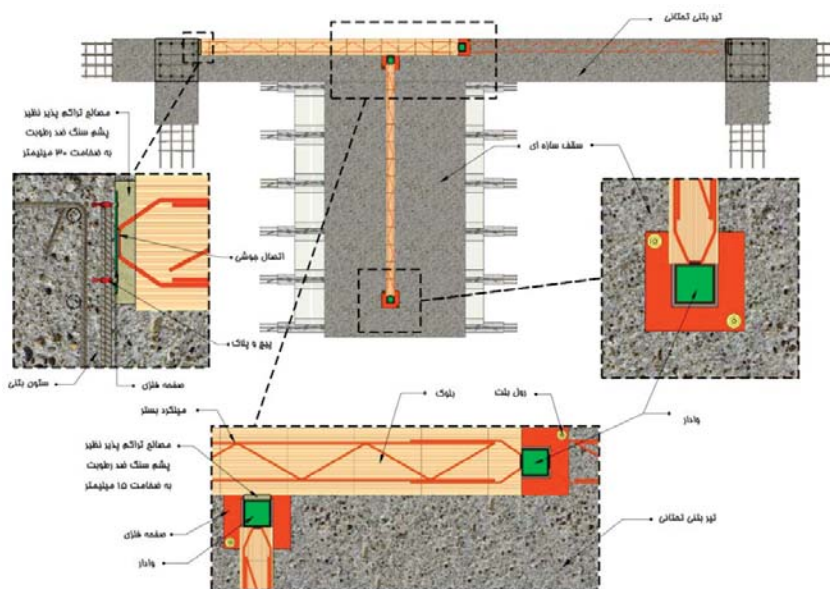 تیر بتنی تحتانی
مصالح تراکم پذیر نظیر
پشم سنگ ضد رطوبت
به ضخامت ۳۰ میلیمتر
سقف سازه ای
اتصال جوشی
پیچ و پلاک
صفحه فلزی
ستون بتنی
رول بلت
میلگرد بستر
بلوک
وادار
مصالح تراکم پذیر نظیر
پشم سنگ ضد رطوبت
به ضخامت ۱۵ میلیمتر
تیر بتنی تحتانی
صفحه فلزی
وادار